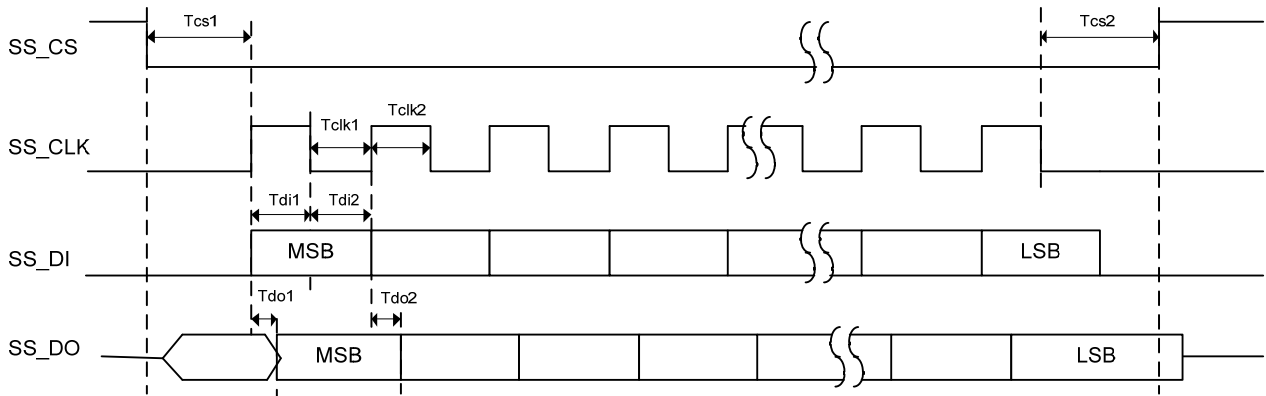 Tcs1
Tcs2
SS_CS
Tclk1
Tclk2
SS_CLK
Tdi1
Tdi2
SS_DI
MSB
LSB
Tdo1
Tdo2
SS_DO
MSB
LSB